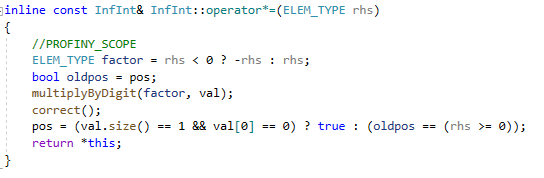 inline const InfInt& InfInt::operator*=(ELEM_TYPE rhs)
{
    //PROFINY_SCOPE
    ELEM_TYPE factor = rhs < 0 ? -rhs : rhs;
    bool oldpos = pos;
    multiplyByDigit(factor, val);
    correct();
    pos = (val.size() == 1 && val[0] == 0) ? true : (oldpos == (rhs >= 0));
    return *this;
}